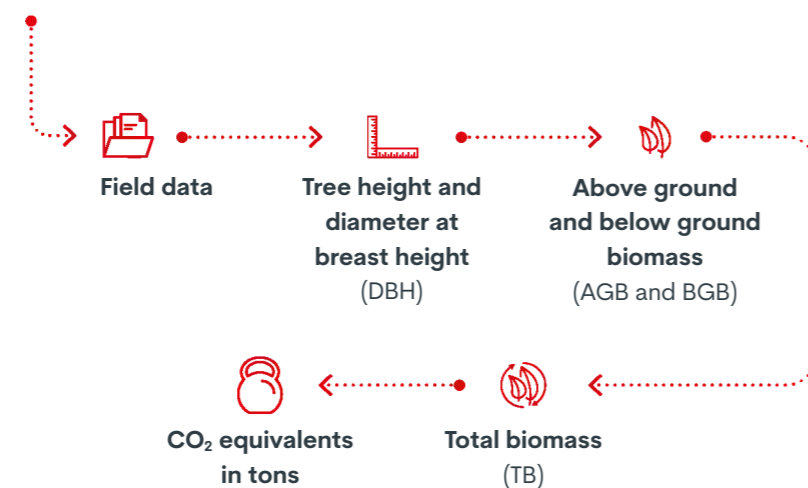 Field data
Tree height and
diameter at
breast height
(DBH)
Above ground
and below ground
biomass
(AGB and BGB)
CO₂ equivalents
in tons
Total biomass
(TB)